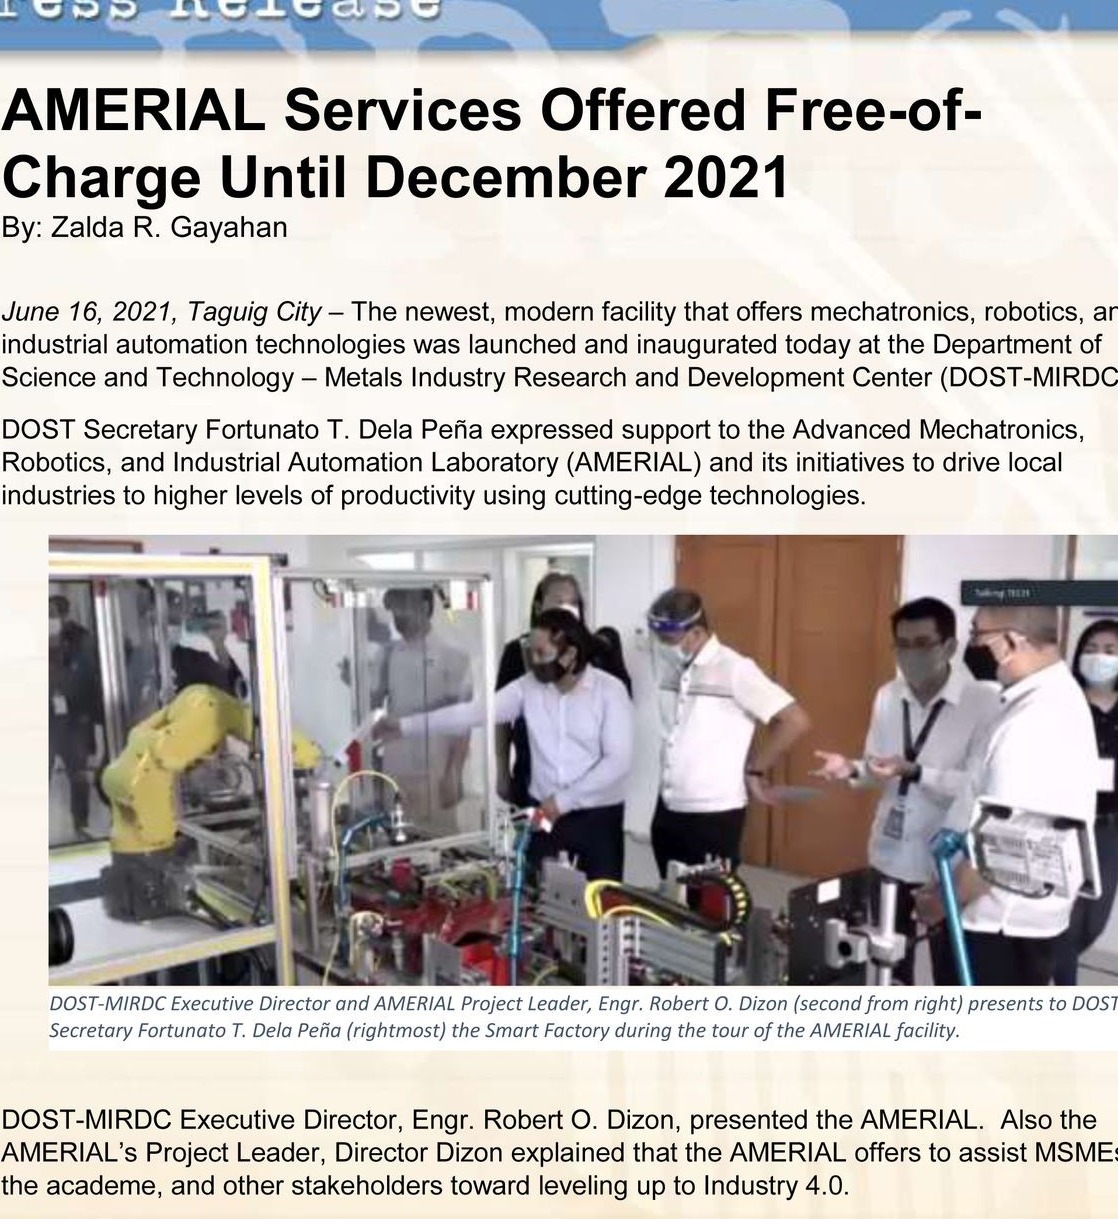 ress Release
AMERIAL Services Offered Free-of-
Charge Until December 2021
By: Zalda R. Gayahan
June 16, 2021, Taguig City – The newest, modern facility that offers mechatronics, robotics, an
industrial automation technologies was launched and inaugurated today at the Department of
Science and Technology – Metals Industry Research and Development Center (DOST-MIRDC
DOST Secretary Fortunato T. Dela Peña expressed support to the Advanced Mechatronics,
Robotics, and Industrial Automation Laboratory (AMERIAL) and its initiatives to drive local
industries to higher levels of productivity using cutting-edge technologies.
Talking: TECH
DOST-MIRDC Executive Director and AMERIAL Project Leader, Engr. Robert O. Dizon (second from right) presents to DOST
Secretary Fortunato T. Dela Peña (rightmost) the Smart Factory during the tour of the AMERIAL facility.
DOST-MIRDC Executive Director, Engr. Robert O. Dizon, presented the AMERIAL.  Also the
AMERIAL’s Project Leader, Director Dizon explained that the AMERIAL offers to assist MSMEs
the academe, and other stakeholders toward leveling up to Industry 4.0.